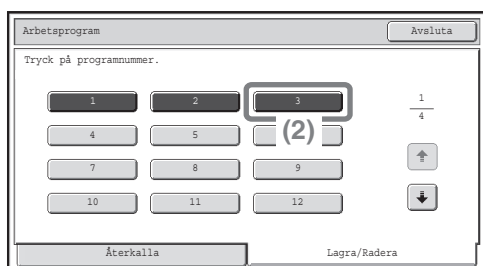 Arbetsprogram
Avsluta
Tryck på programnummer.
1 2 3
1
4
4 5
(2)
7 8 9
10 11 12
Återkalla
Lagra/Radera